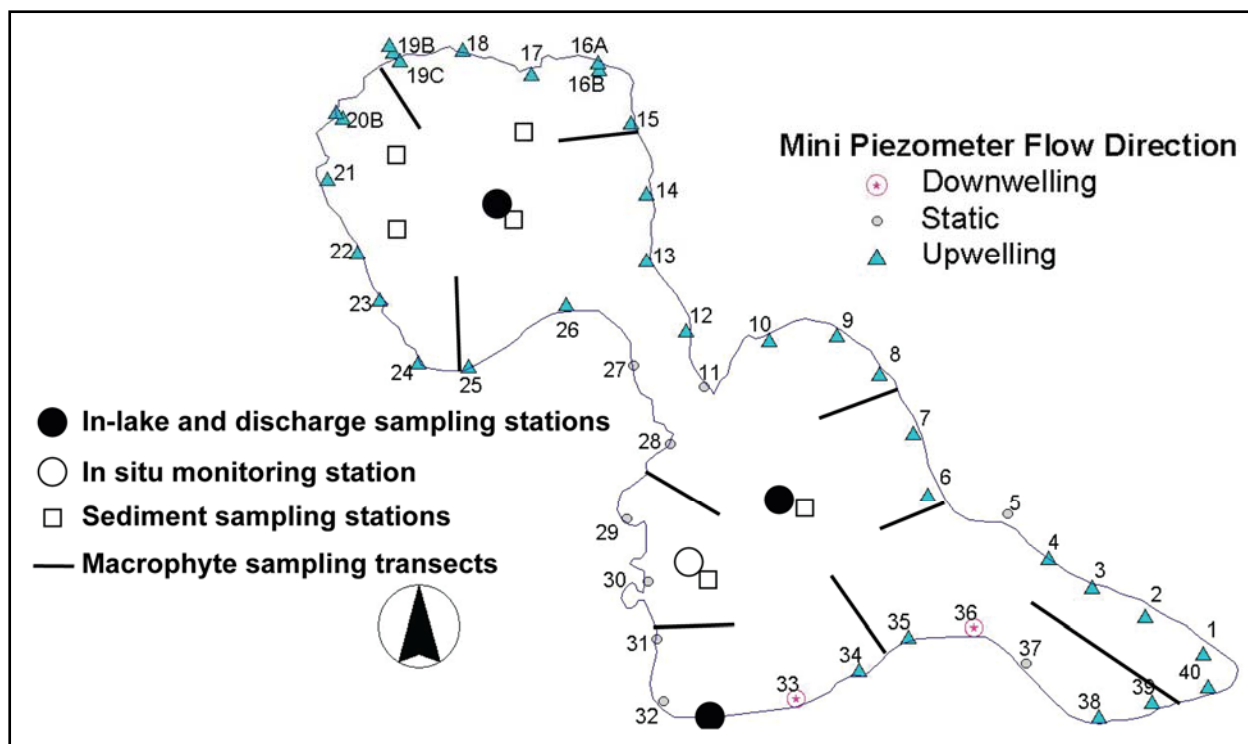 19B
18
17
16A
19C
16B
20B
15
Mini Piezometer Flow Direction
Downwelling
Static
Upwelling
21
14
22
13
23
26
12
10
9
11
8
24
25
27
7
In-lake and discharge sampling stations
28
In situ monitoring station
6
5
Sediment sampling stations
29
4
Macrophyte sampling transects
3
30
2
36
35
1
31
37
34
40
33
39
32
38